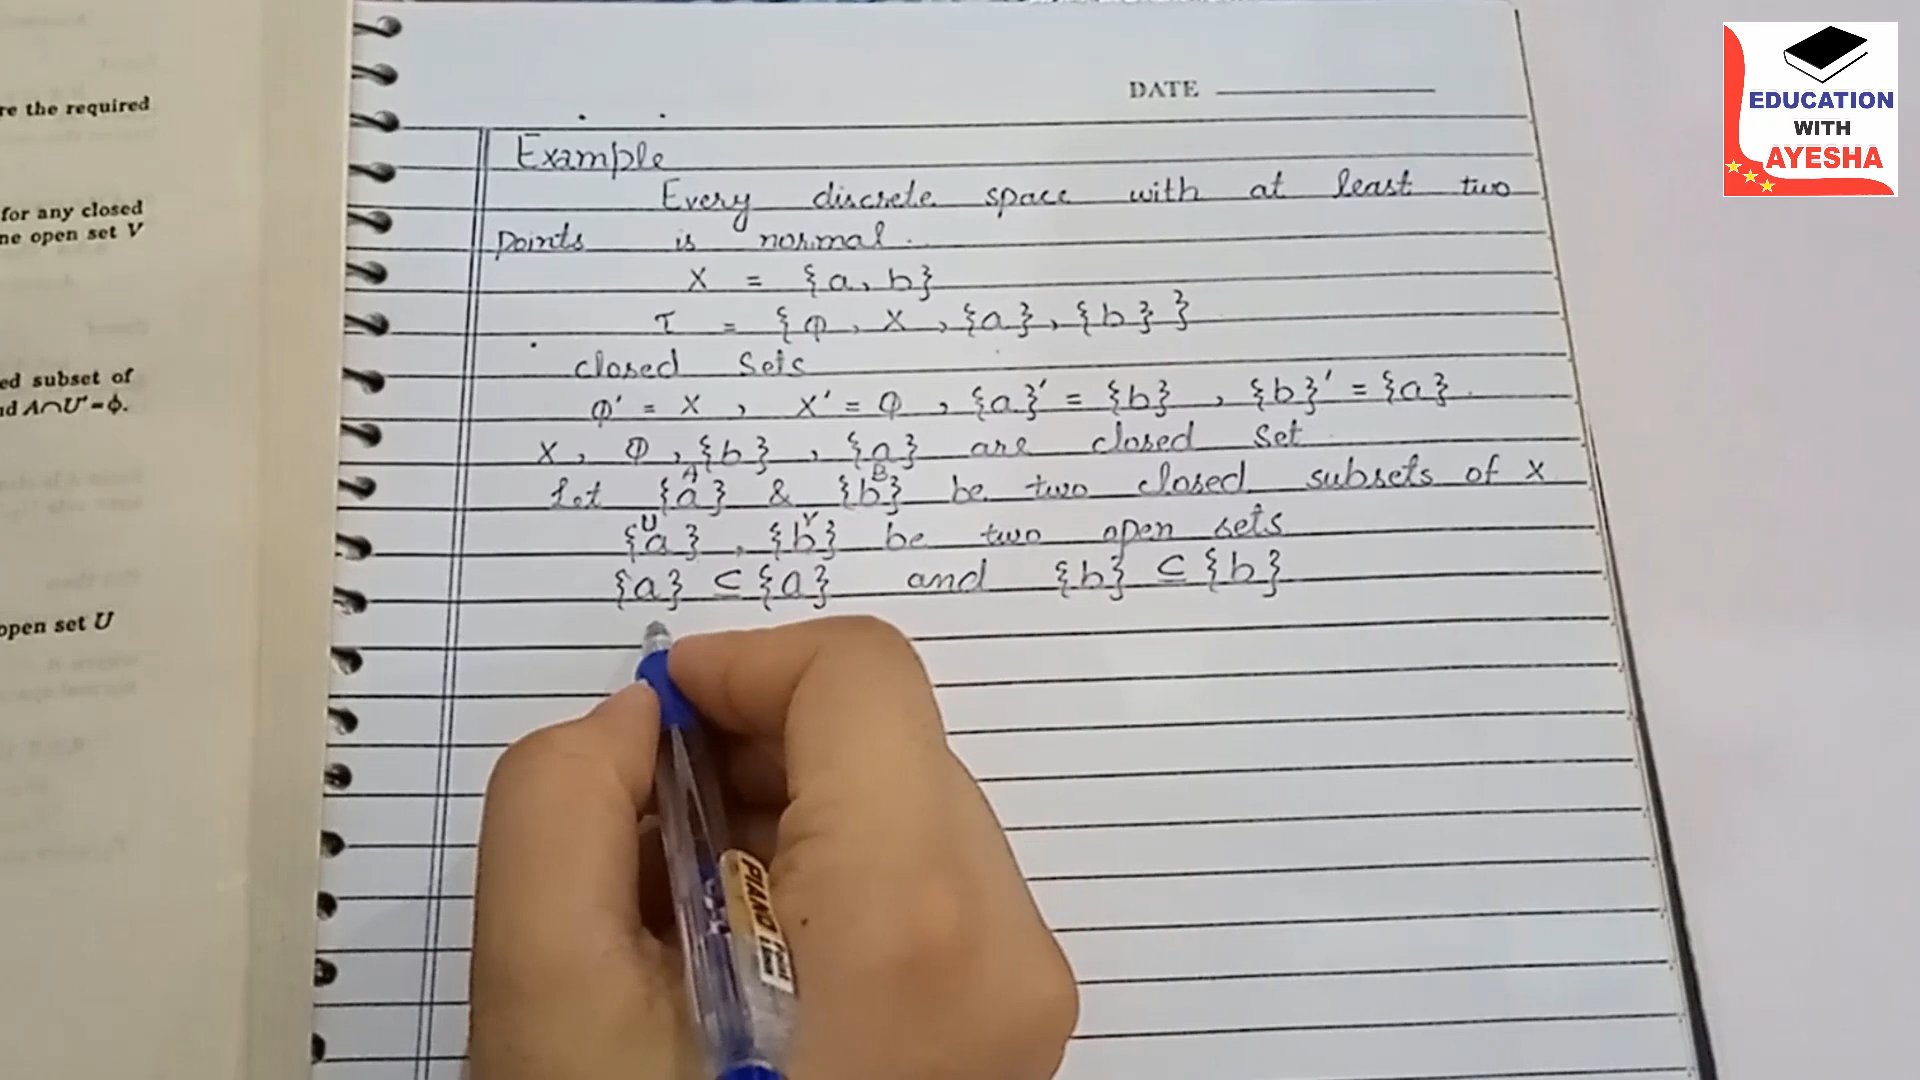 re the required
for any closed
ne open set V
ed subset of
nd A∩U' = ϕ.
open set U
DATE
Example
Every discrete space with at least two
points is normal.
X = {a, b}
τ = {φ, X, {a}, {b}}
closed sets
φ' = X, X' = φ, {a}' = {b}, {b}' = {a}.
X, φ, {b}, {a} are closed set
A B
Let {a} & {b} be two closed subsets of X
U V
{a}, {b} be two open sets
{a} ⊆ {a} and {b} ⊆ {b}
PIANO
EDUCATION
WITH
AYESHA